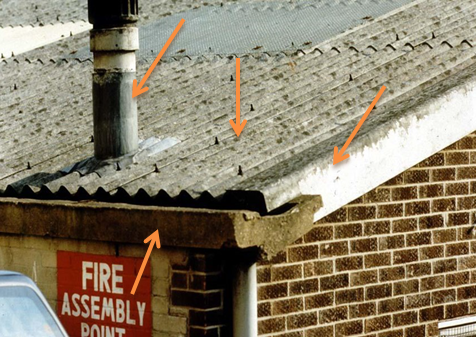 FIRE
ASSEMBLY
POINT